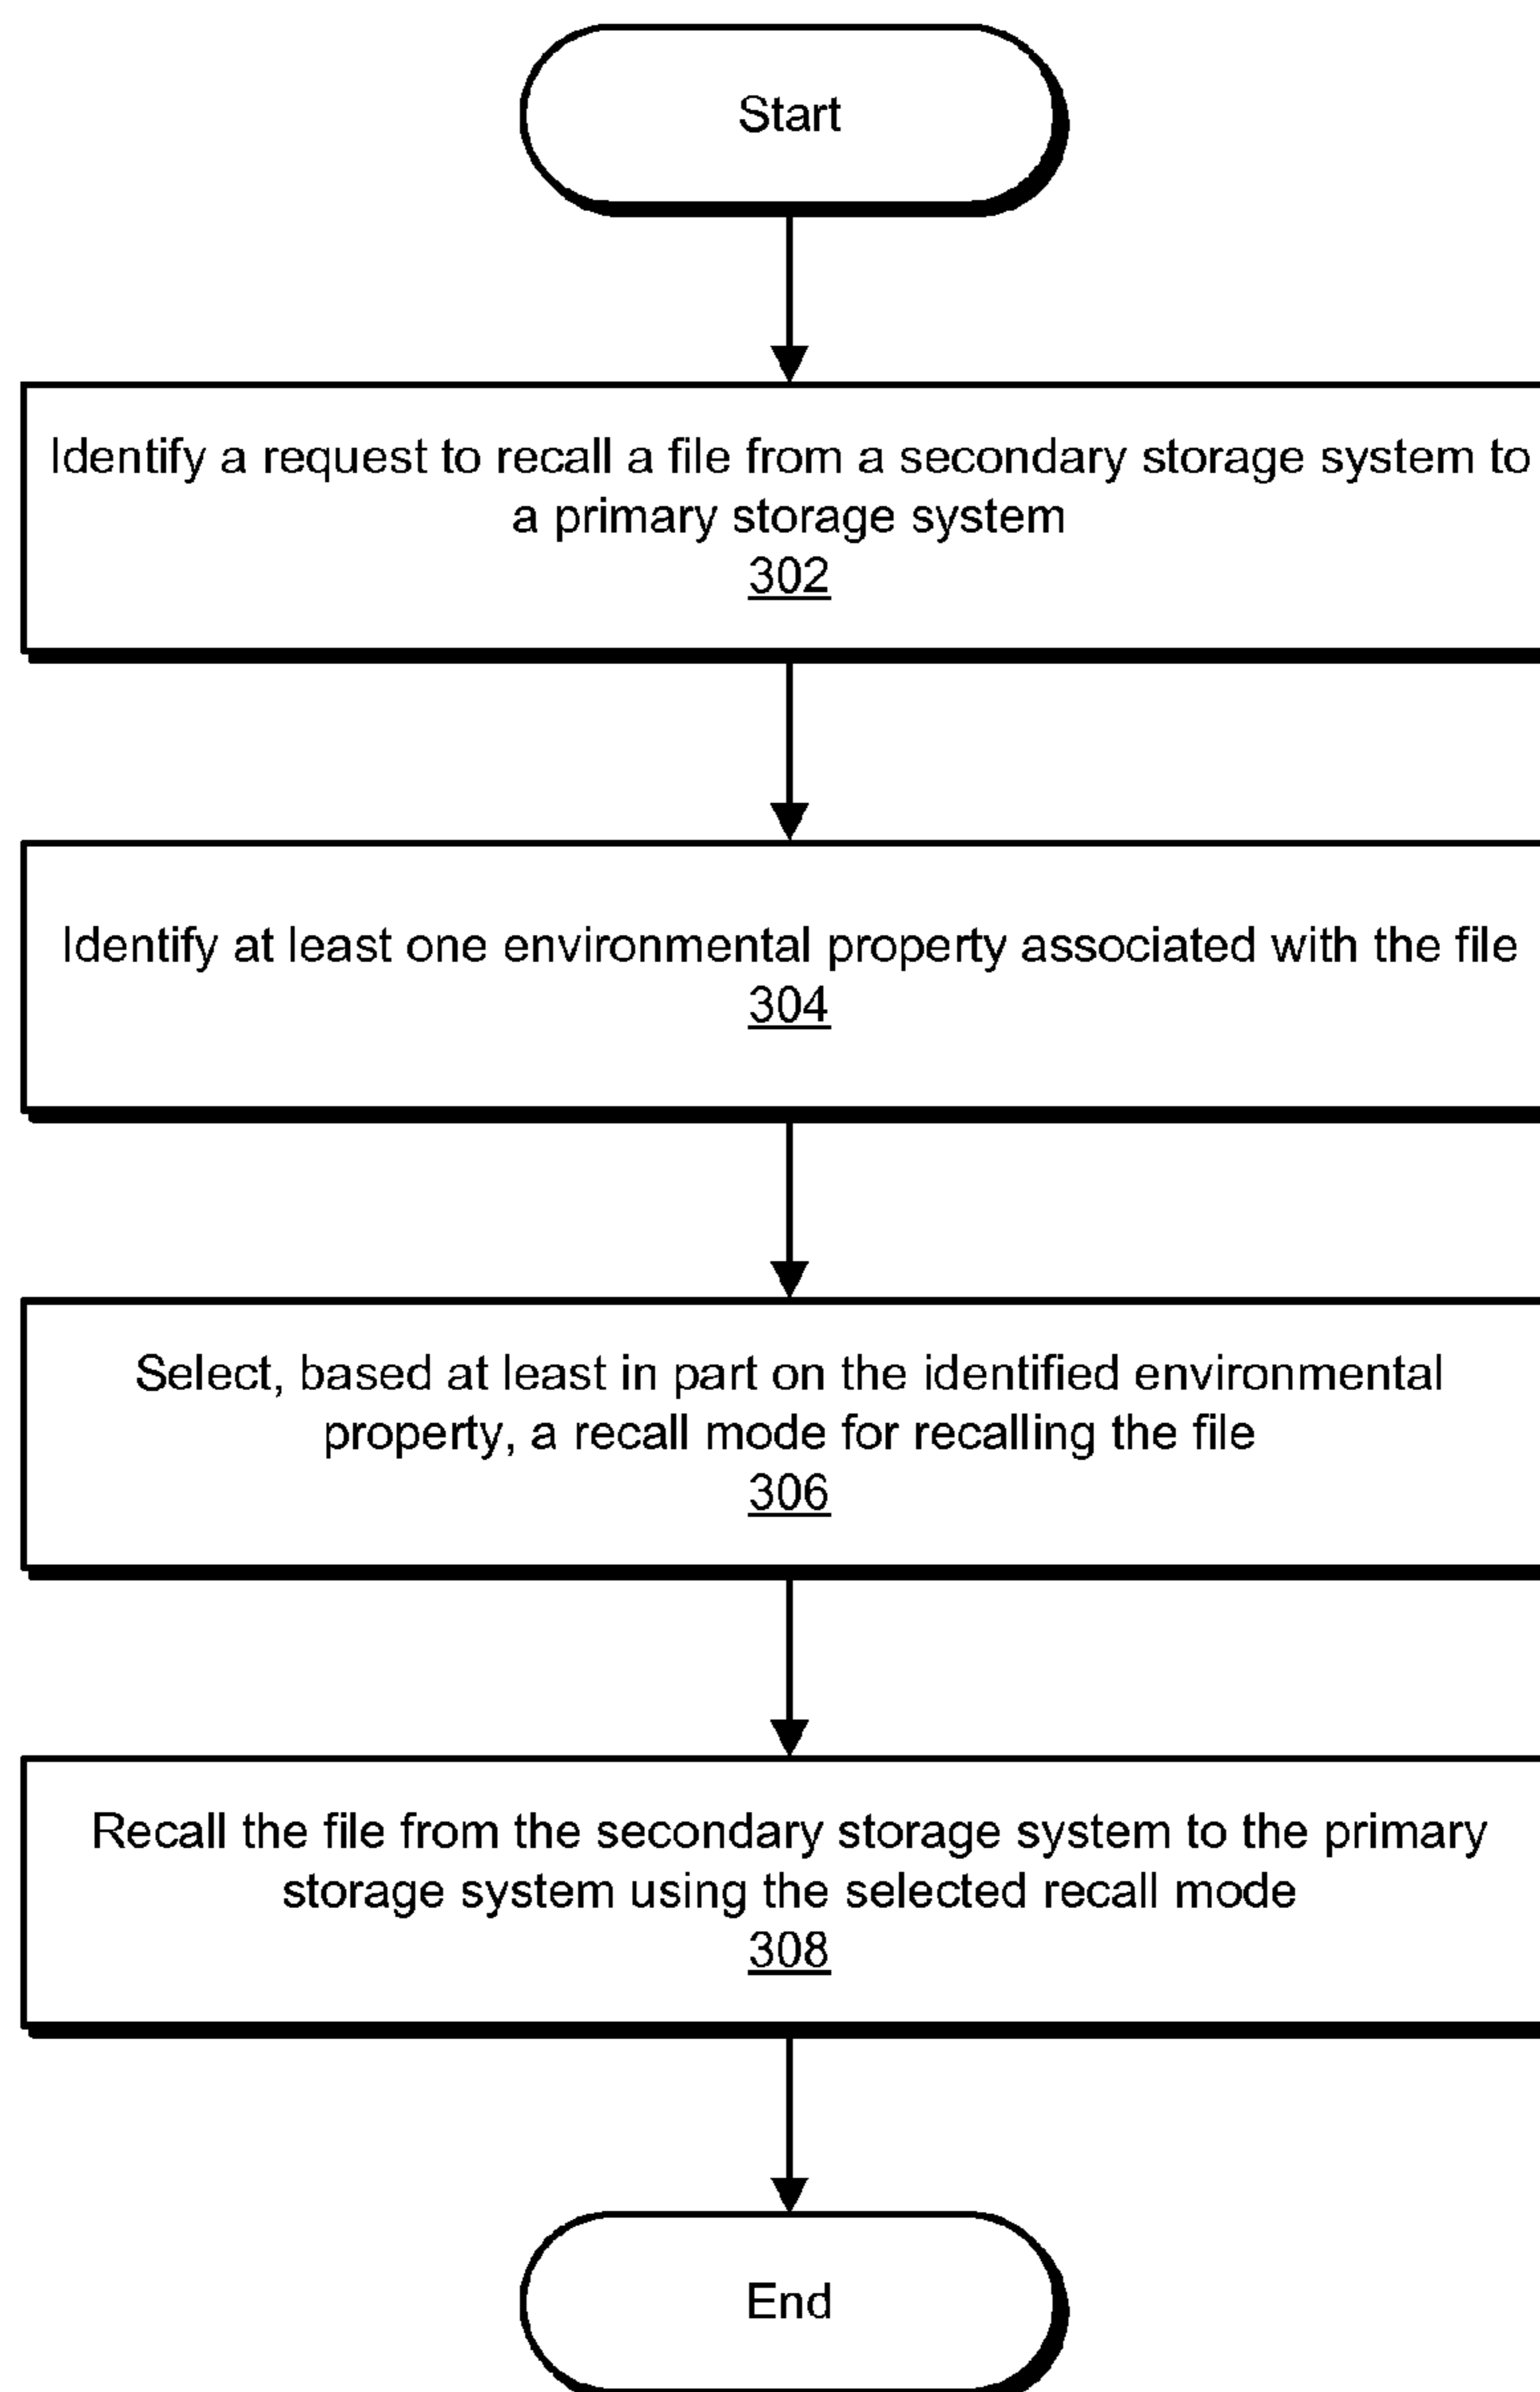 Start
Identify a request to recall a file from a secondary storage system to
a primary storage system
302
Identify at least one environmental property associated with the file
304
Select, based at least in part on the identified environmental
property, a recall mode for recalling the file
306
Recall the file from the secondary storage system to the primary
storage system using the selected recall mode
308
End